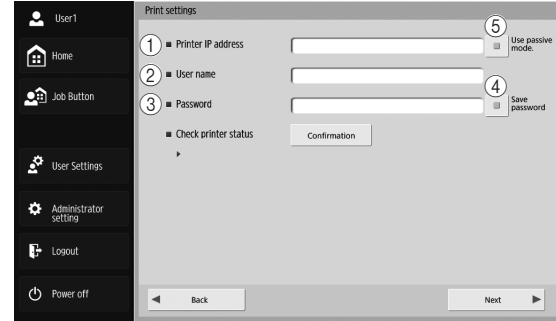 User1
Home
Job Button
User Settings
Administrator
setting
Logout
Power off
Print settings
① ■ Printer IP address
⑤
Use passive
mode.
② ■ User name
③ ■ Password
④
Save
password
■ Check printer status
Confirmation
Back
Next